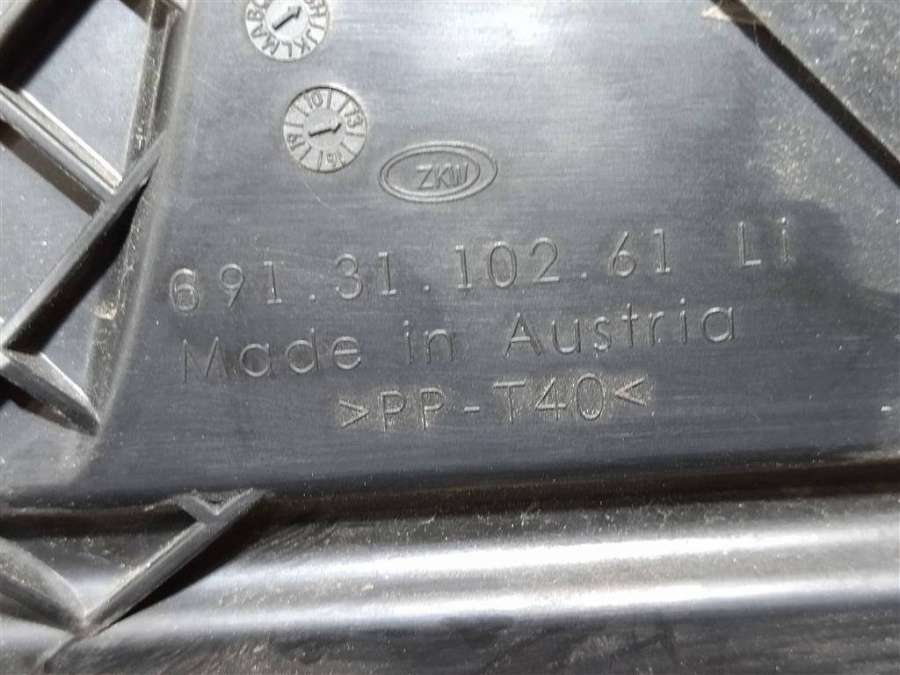 ZKW
691.31.102.61 Li
Made in Austria
>PP-T40<